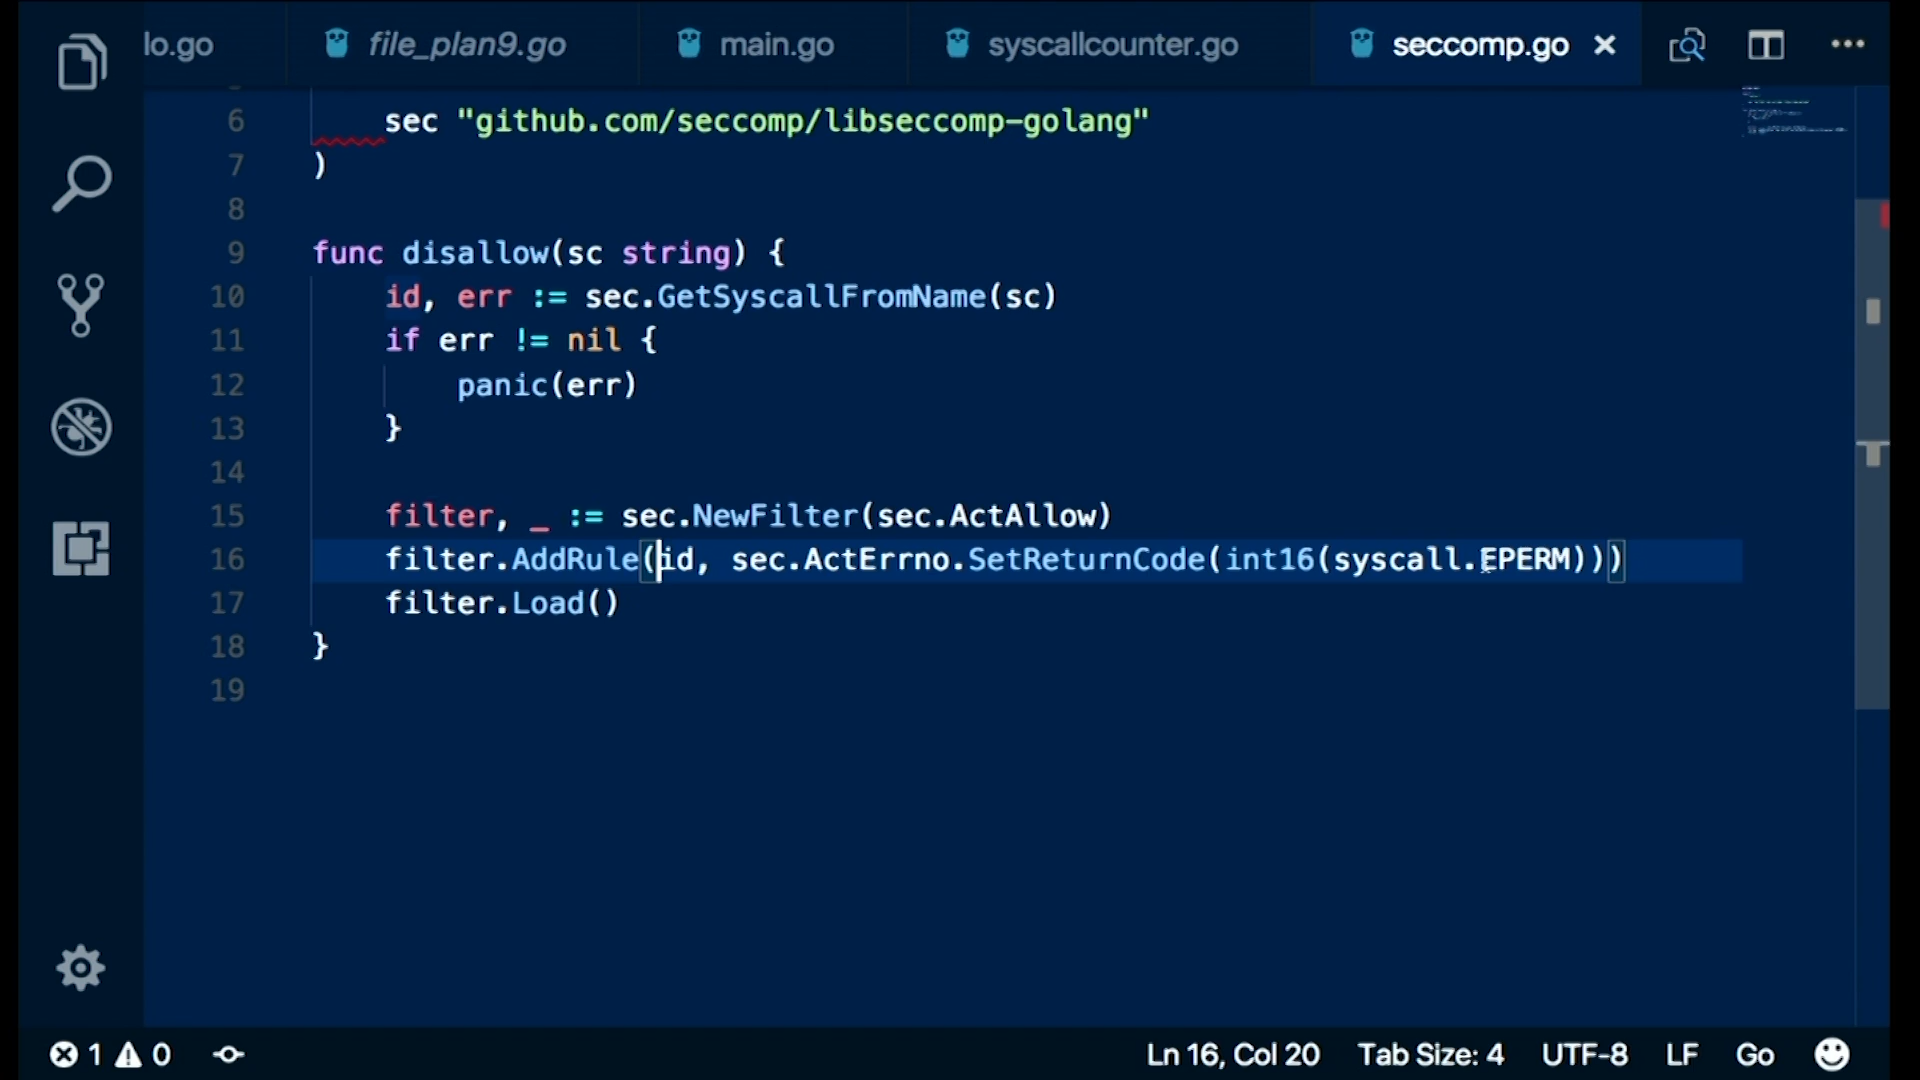 lo.go file_plan9.go main.go syscallcounter.go seccomp.go
6 sec "github.com/seccomp/libseccomp-golang"
7 )
8
9 func disallow(sc string) {
10 id, err := sec.GetSyscallFromName(sc)
11 if err != nil {
12 panic(err)
13 }
14
15 filter, _ := sec.NewFilter(sec.ActAllow)
16 filter.AddRule(id, sec.ActErrno.SetReturnCode(int16(syscall.EPERM)))
17 filter.Load()
18 }
19
1 0 Ln 16, Col 20 Tab Size: 4 UTF-8 LF Go